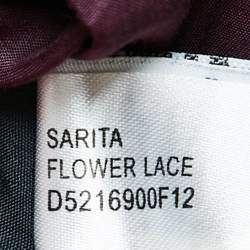 SARITA
FLOWER LACE
D5216900F12